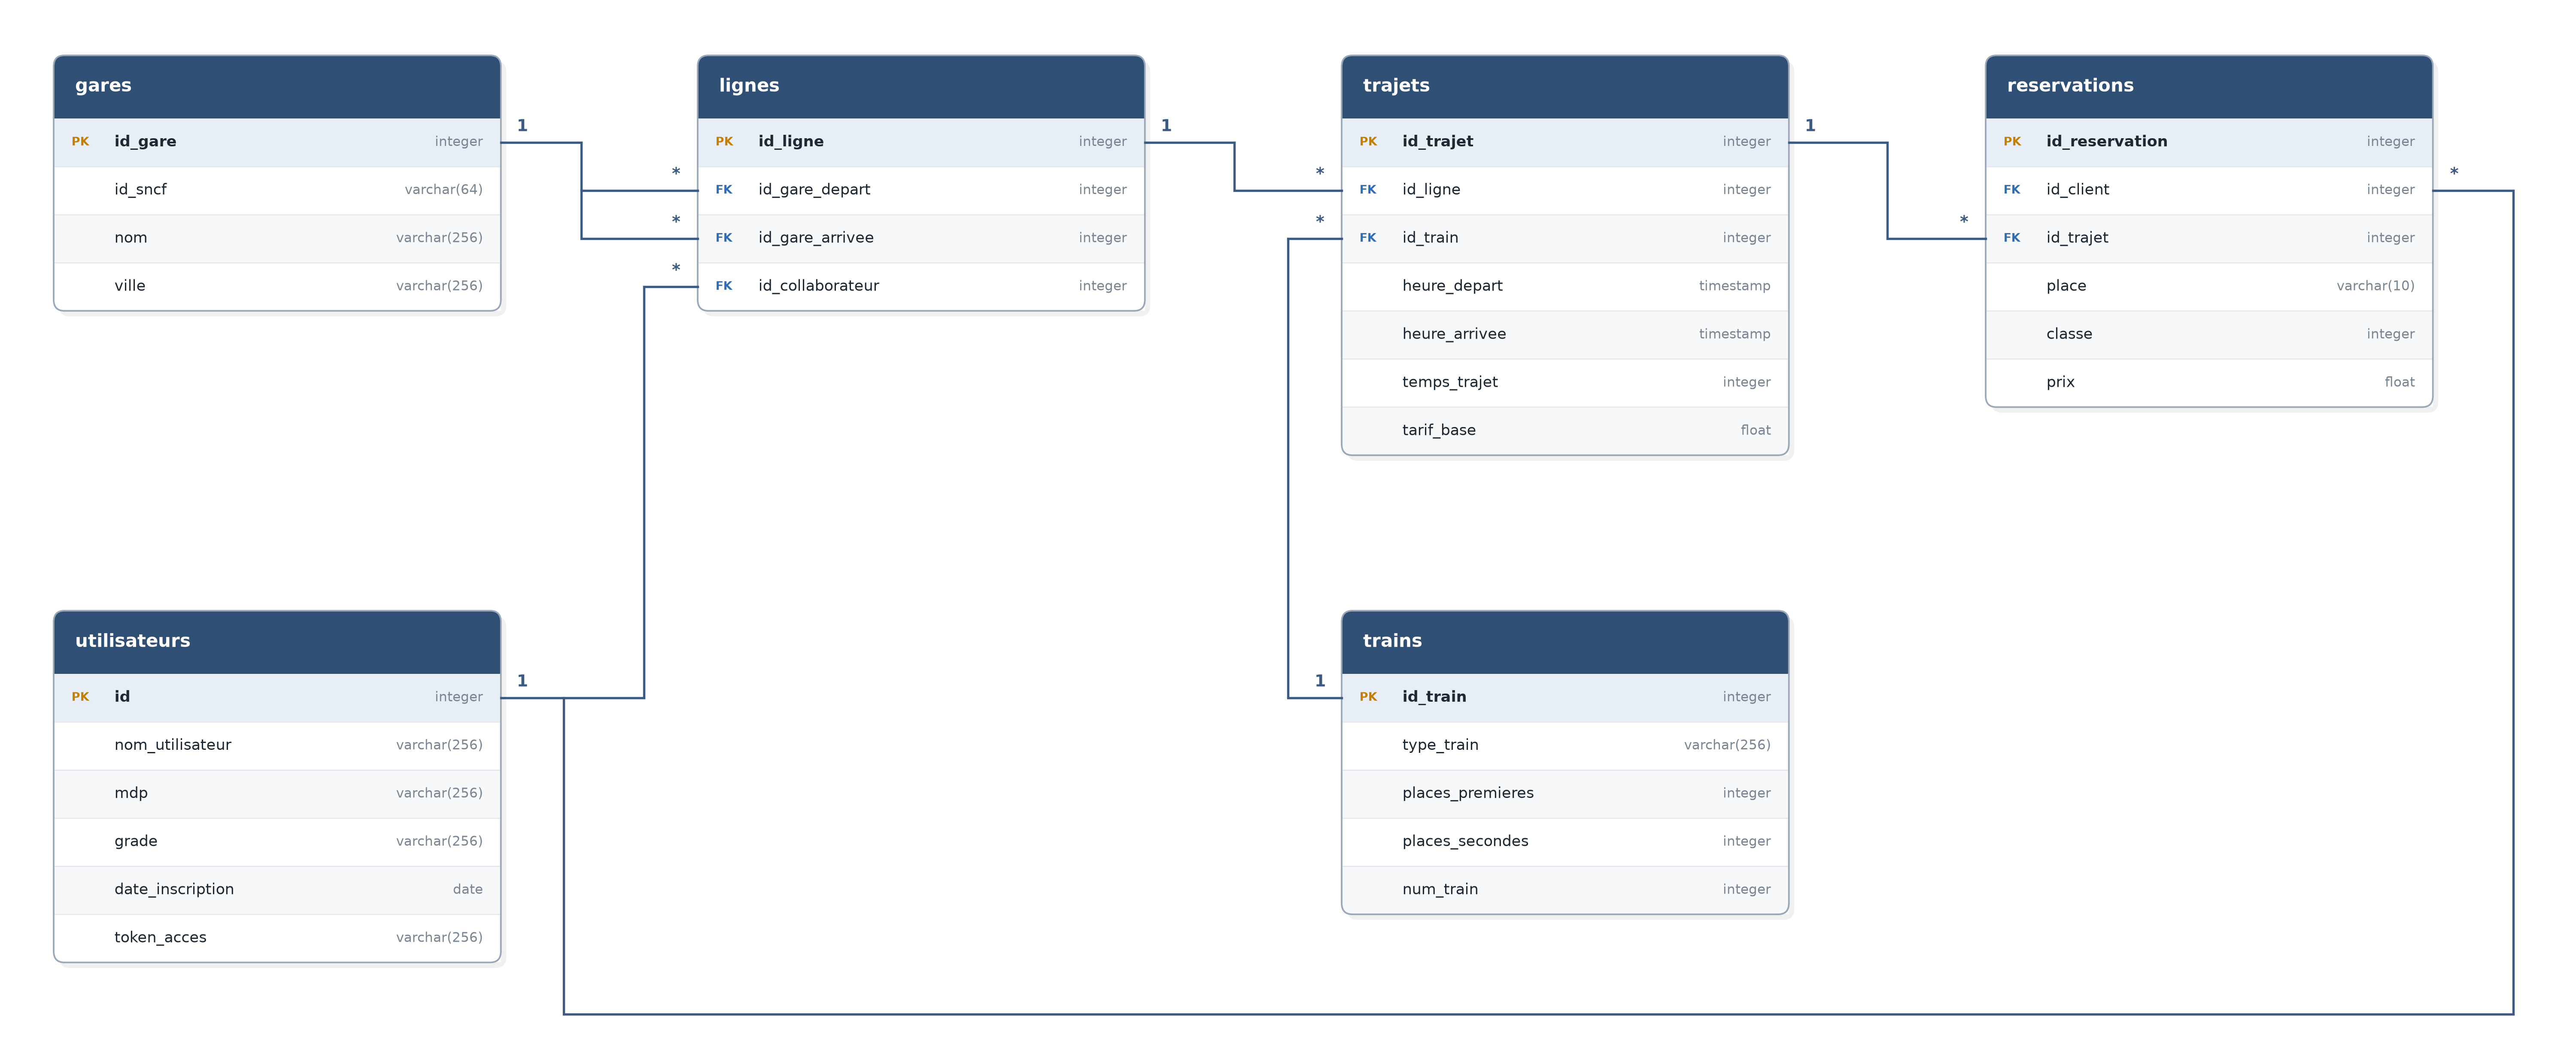 gares
PK id_gare integer
id_sncf varchar(64)
nom varchar(256)
ville varchar(256)
1
*
*
*
lignes
PK id_ligne integer
FK id_gare_depart integer
FK id_gare_arrivee integer
FK id_collaborateur integer
1
*
*
trajets
PK id_trajet integer
FK id_ligne integer
FK id_train integer
heure_depart timestamp
heure_arrivee timestamp
temps_trajet integer
tarif_base float
1
*
reservations
PK id_reservation integer
FK id_client integer
FK id_trajet integer
place varchar(10)
classe integer
prix float
*
utilisateurs
PK id integer
nom_utilisateur varchar(256)
mdp varchar(256)
grade varchar(256)
date_inscription date
token_acces varchar(256)
1
1
trains
PK id_train integer
type_train varchar(256)
places_premieres integer
places_secondes integer
num_train integer